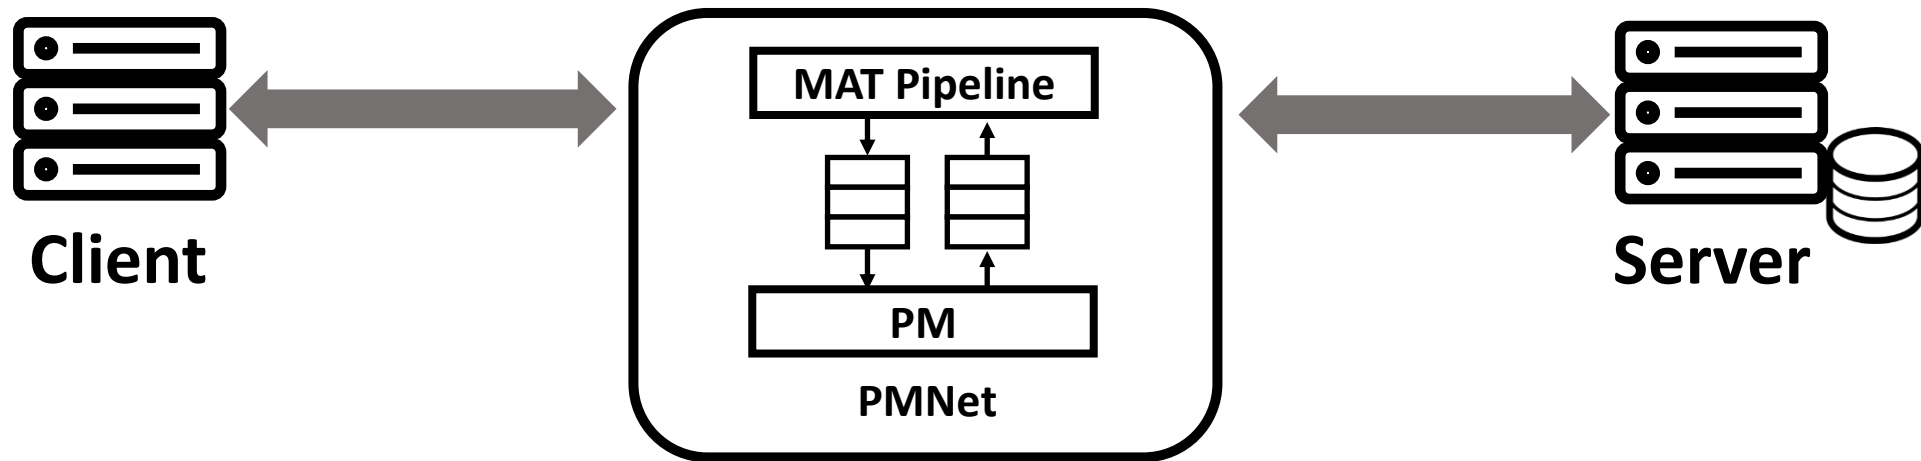 MAT Pipeline
PM
PMNet
Client
Server